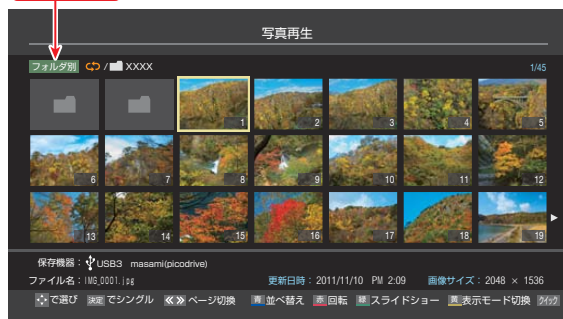 写真再生
フォルダ別 / XXXX 1/45
1 2 3 4 5
6 7 8 9 10 11 12
13 14 15 16 17 18 19
保存機器： USB3 masami(picodrive)
ファイル名：IMG_0001.jpg 更新日時：2011/11/10 PM 2:09 画像サイズ：2048 × 1536
で選び 決定 でシングル ≪≫ ページ切換 青 並べ替え 赤 回転 緑 スライドショー 黄 表示モード切換 クイック